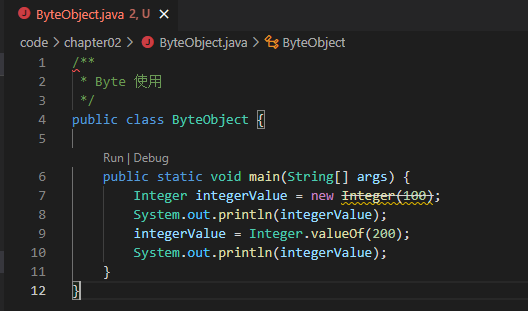 ByteObject.java 2, U
code > chapter02 > ByteObject.java > ByteObject
1 /**
2 * Byte 使用
3 */
4 public class ByteObject {
5
Run | Debug
6 public static void main(String[] args) {
7 Integer integerValue = new Integer(100);
8 System.out.println(integerValue);
9 integerValue = Integer.valueOf(200);
10 System.out.println(integerValue);
11 }
12 }